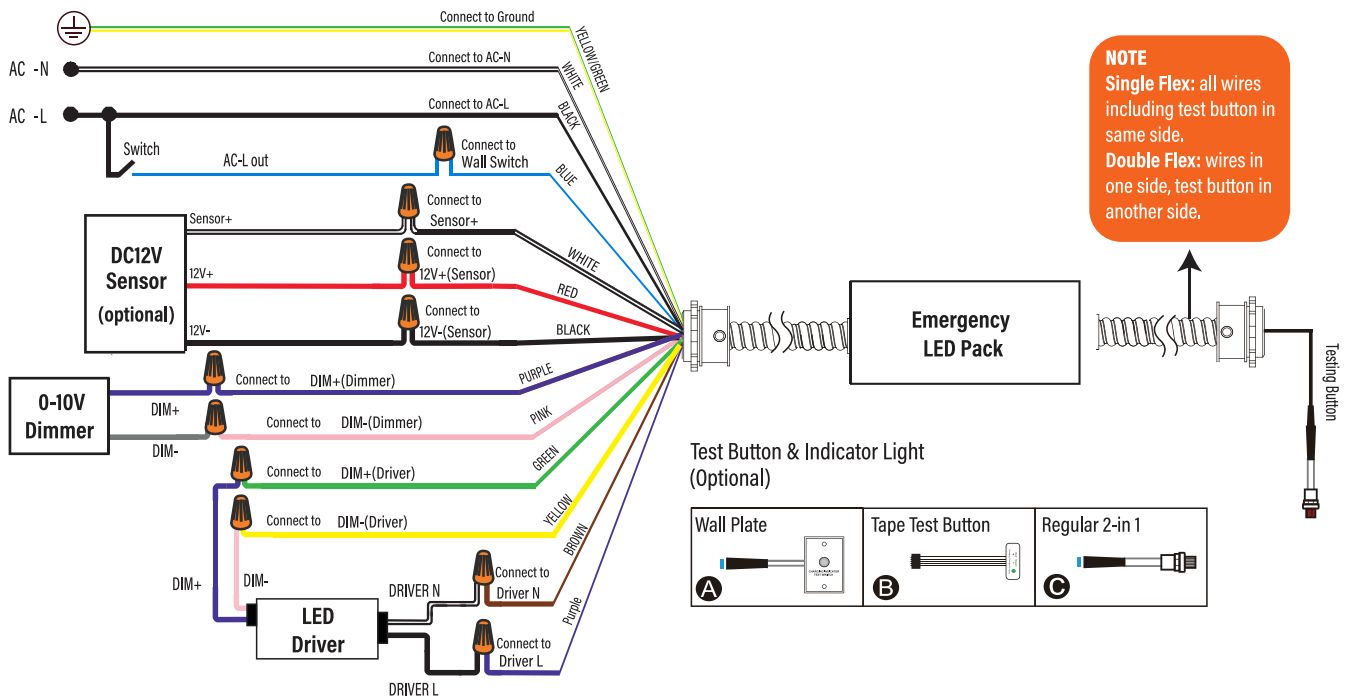 Connect to Ground
YELLOW/GREEN
AC - N
Connect to AC-N
WHITE
AC - L
Connect to AC-L
BLACK
Switch
AC-L out
Connect to
Wall Switch
BLUE
DC12V
Sensor
(optional)
Sensor+
Connect to
Sensor+
WHITE
12V+
Connect to
12V+(Sensor)
RED
12V-
Connect to
12V-(Sensor)
BLACK
0-10V
Dimmer
DIM+
Connect to DIM+(Dimmer)
PURPLE
DIM-
Connect to DIM-(Dimmer)
PINK
Connect to DIM+(Driver)
GREEN
Connect to DIM-(Driver)
YELLOW
DIM+
DIM-
LED
Driver
DRIVER N
Connect to
Driver N
BROWN
DRIVER L
Connect to
Driver L
Purple
Emergency
LED Pack
NOTE
Single Flex: all wires
including test button in
same side.
Double Flex: wires in
one side, test button in
another side.
Testing Button
Test Button & Indicator Light
(Optional)
Wall Plate
A
Tape Test Button
B
Regular 2-in 1
C